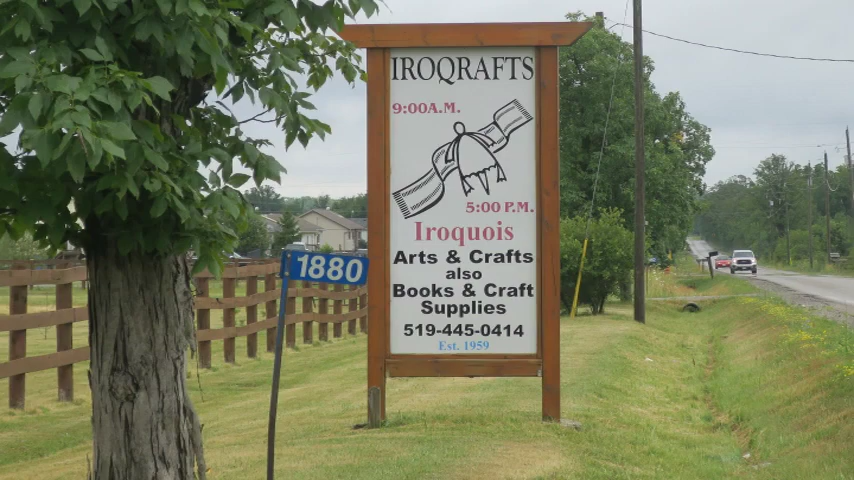 IROQRAFTS
9:00A.M.
5:00 P.M.
Iroquois
Arts & Crafts
also
Books & Craft
Supplies
519-445-0414
Est. 1959
1880